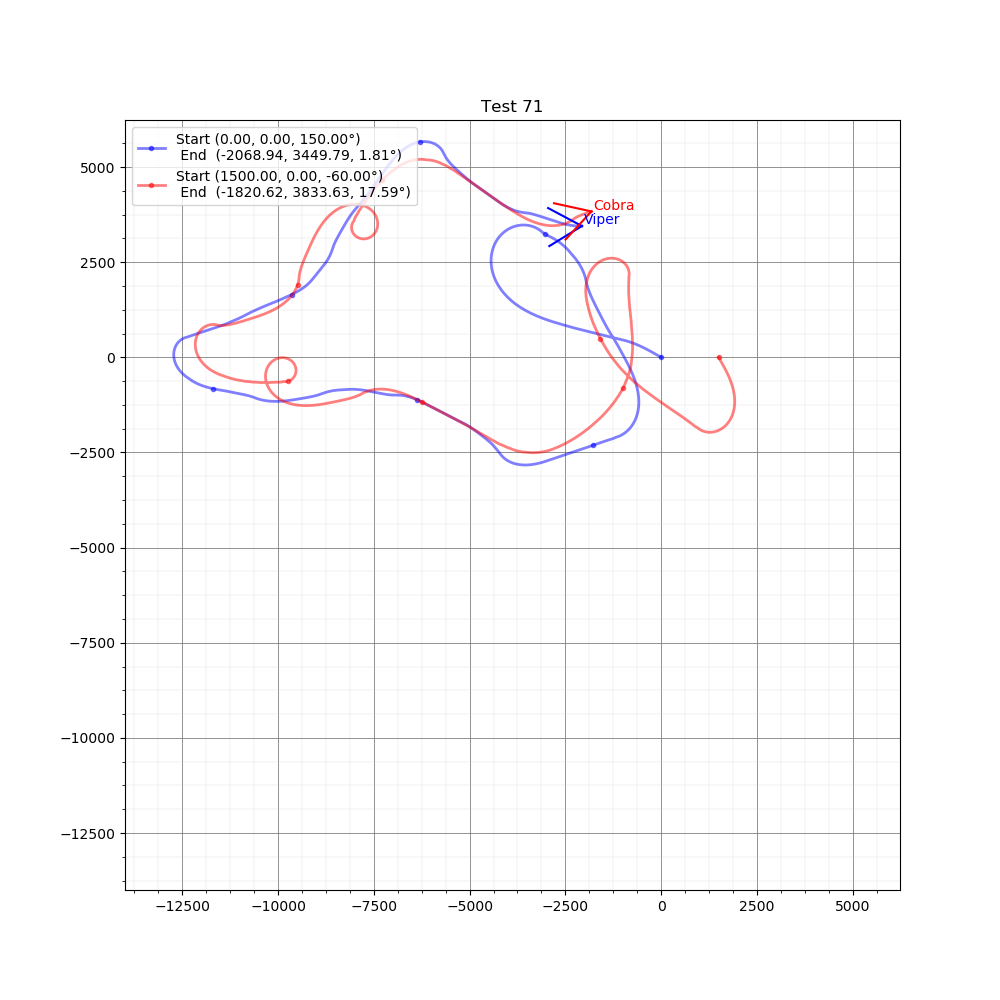 Test 71
Start (0.00, 0.00, 150.00°)
End  (-2068.94, 3449.79, 1.81°)
Start (1500.00, 0.00, -60.00°)
End  (-1820.62, 3833.63, 17.59°)
Cobra
Viper
5000
2500
0
−2500
−5000
−7500
−10000
−12500
−12500 −10000 −7500 −5000 −2500 0 2500 5000